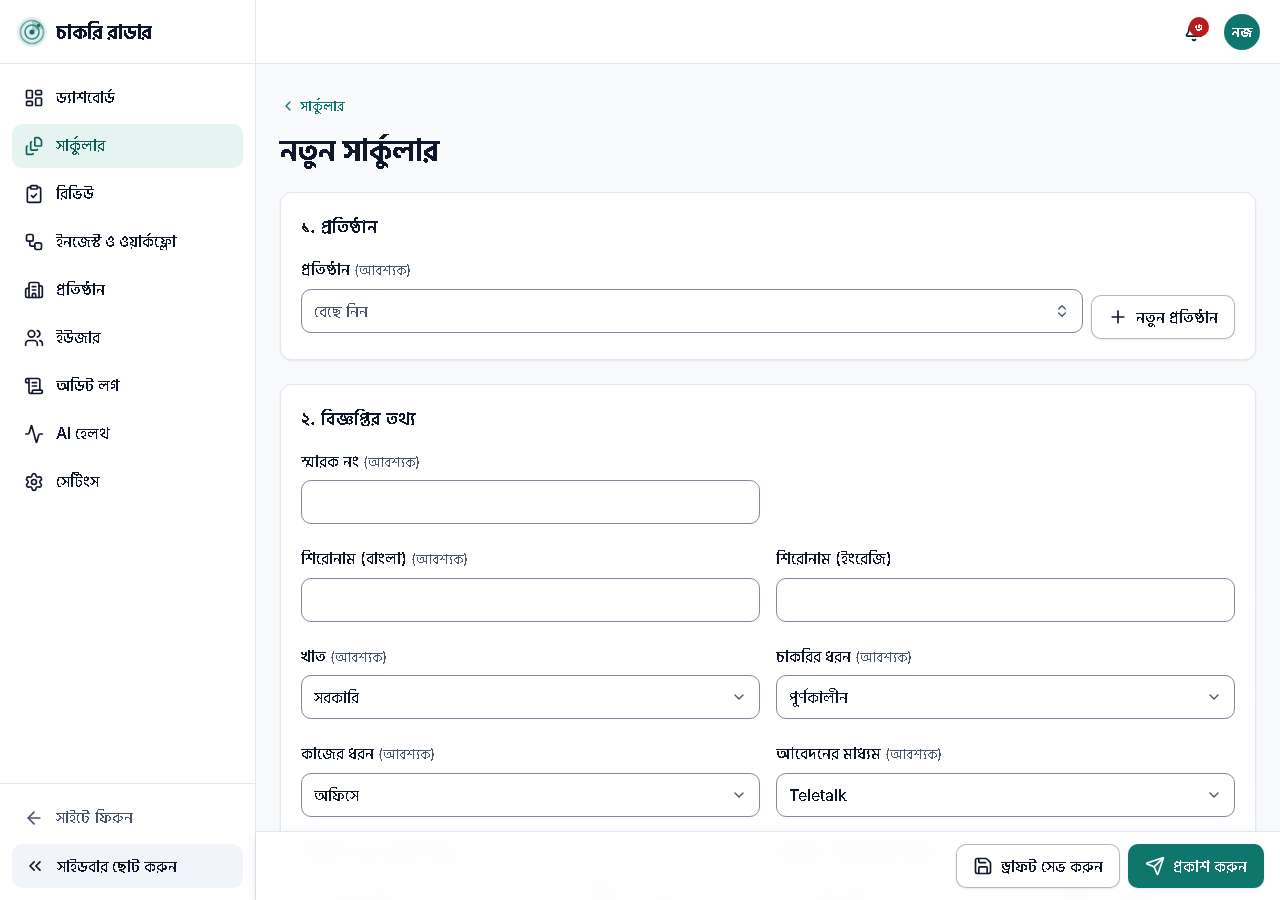 চাকরি রাডার
৩
নজ
ড্যাশবোর্ড
সার্কুলার
রিভিউ
ইনজেস্ট ও ওয়ার্কফ্লো
প্রতিষ্ঠান
ইউজার
অডিট লগ
AI হেলথ
সেটিংস
সাইটে ফিরুন
সাইডবার ছোট করুন
সার্কুলার
নতুন সার্কুলার
১. প্রতিষ্ঠান
প্রতিষ্ঠান (আবশ্যক)
বেছে নিন
নতুন প্রতিষ্ঠান
২. বিজ্ঞপ্তির তথ্য
স্মারক নং (আবশ্যক)
শিরোনাম (বাংলা) (আবশ্যক) শিরোনাম (ইংরেজি)
খাত (আবশ্যক) চাকরির ধরন (আবশ্যক)
সরকারি পূর্ণকালীন
কাজের ধরন (আবশ্যক) আবেদনের মাধ্যম (আবশ্যক)
অফিসে Teletalk
ড্রাফট সেভ করুন প্রকাশ করুন